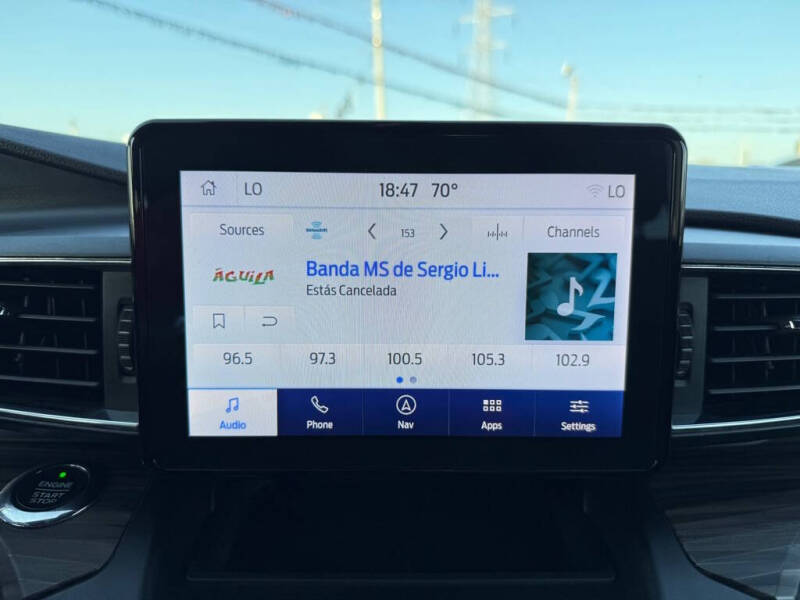 LO 18:47 70° LO
Sources SiriusXM 153 Channels
ÁGUILA
Banda MS de Sergio Li...
Estás Cancelada
96.5 97.3 100.5 105.3 102.9
Audio Phone Nav Apps Settings
ENGINE
START
STOP